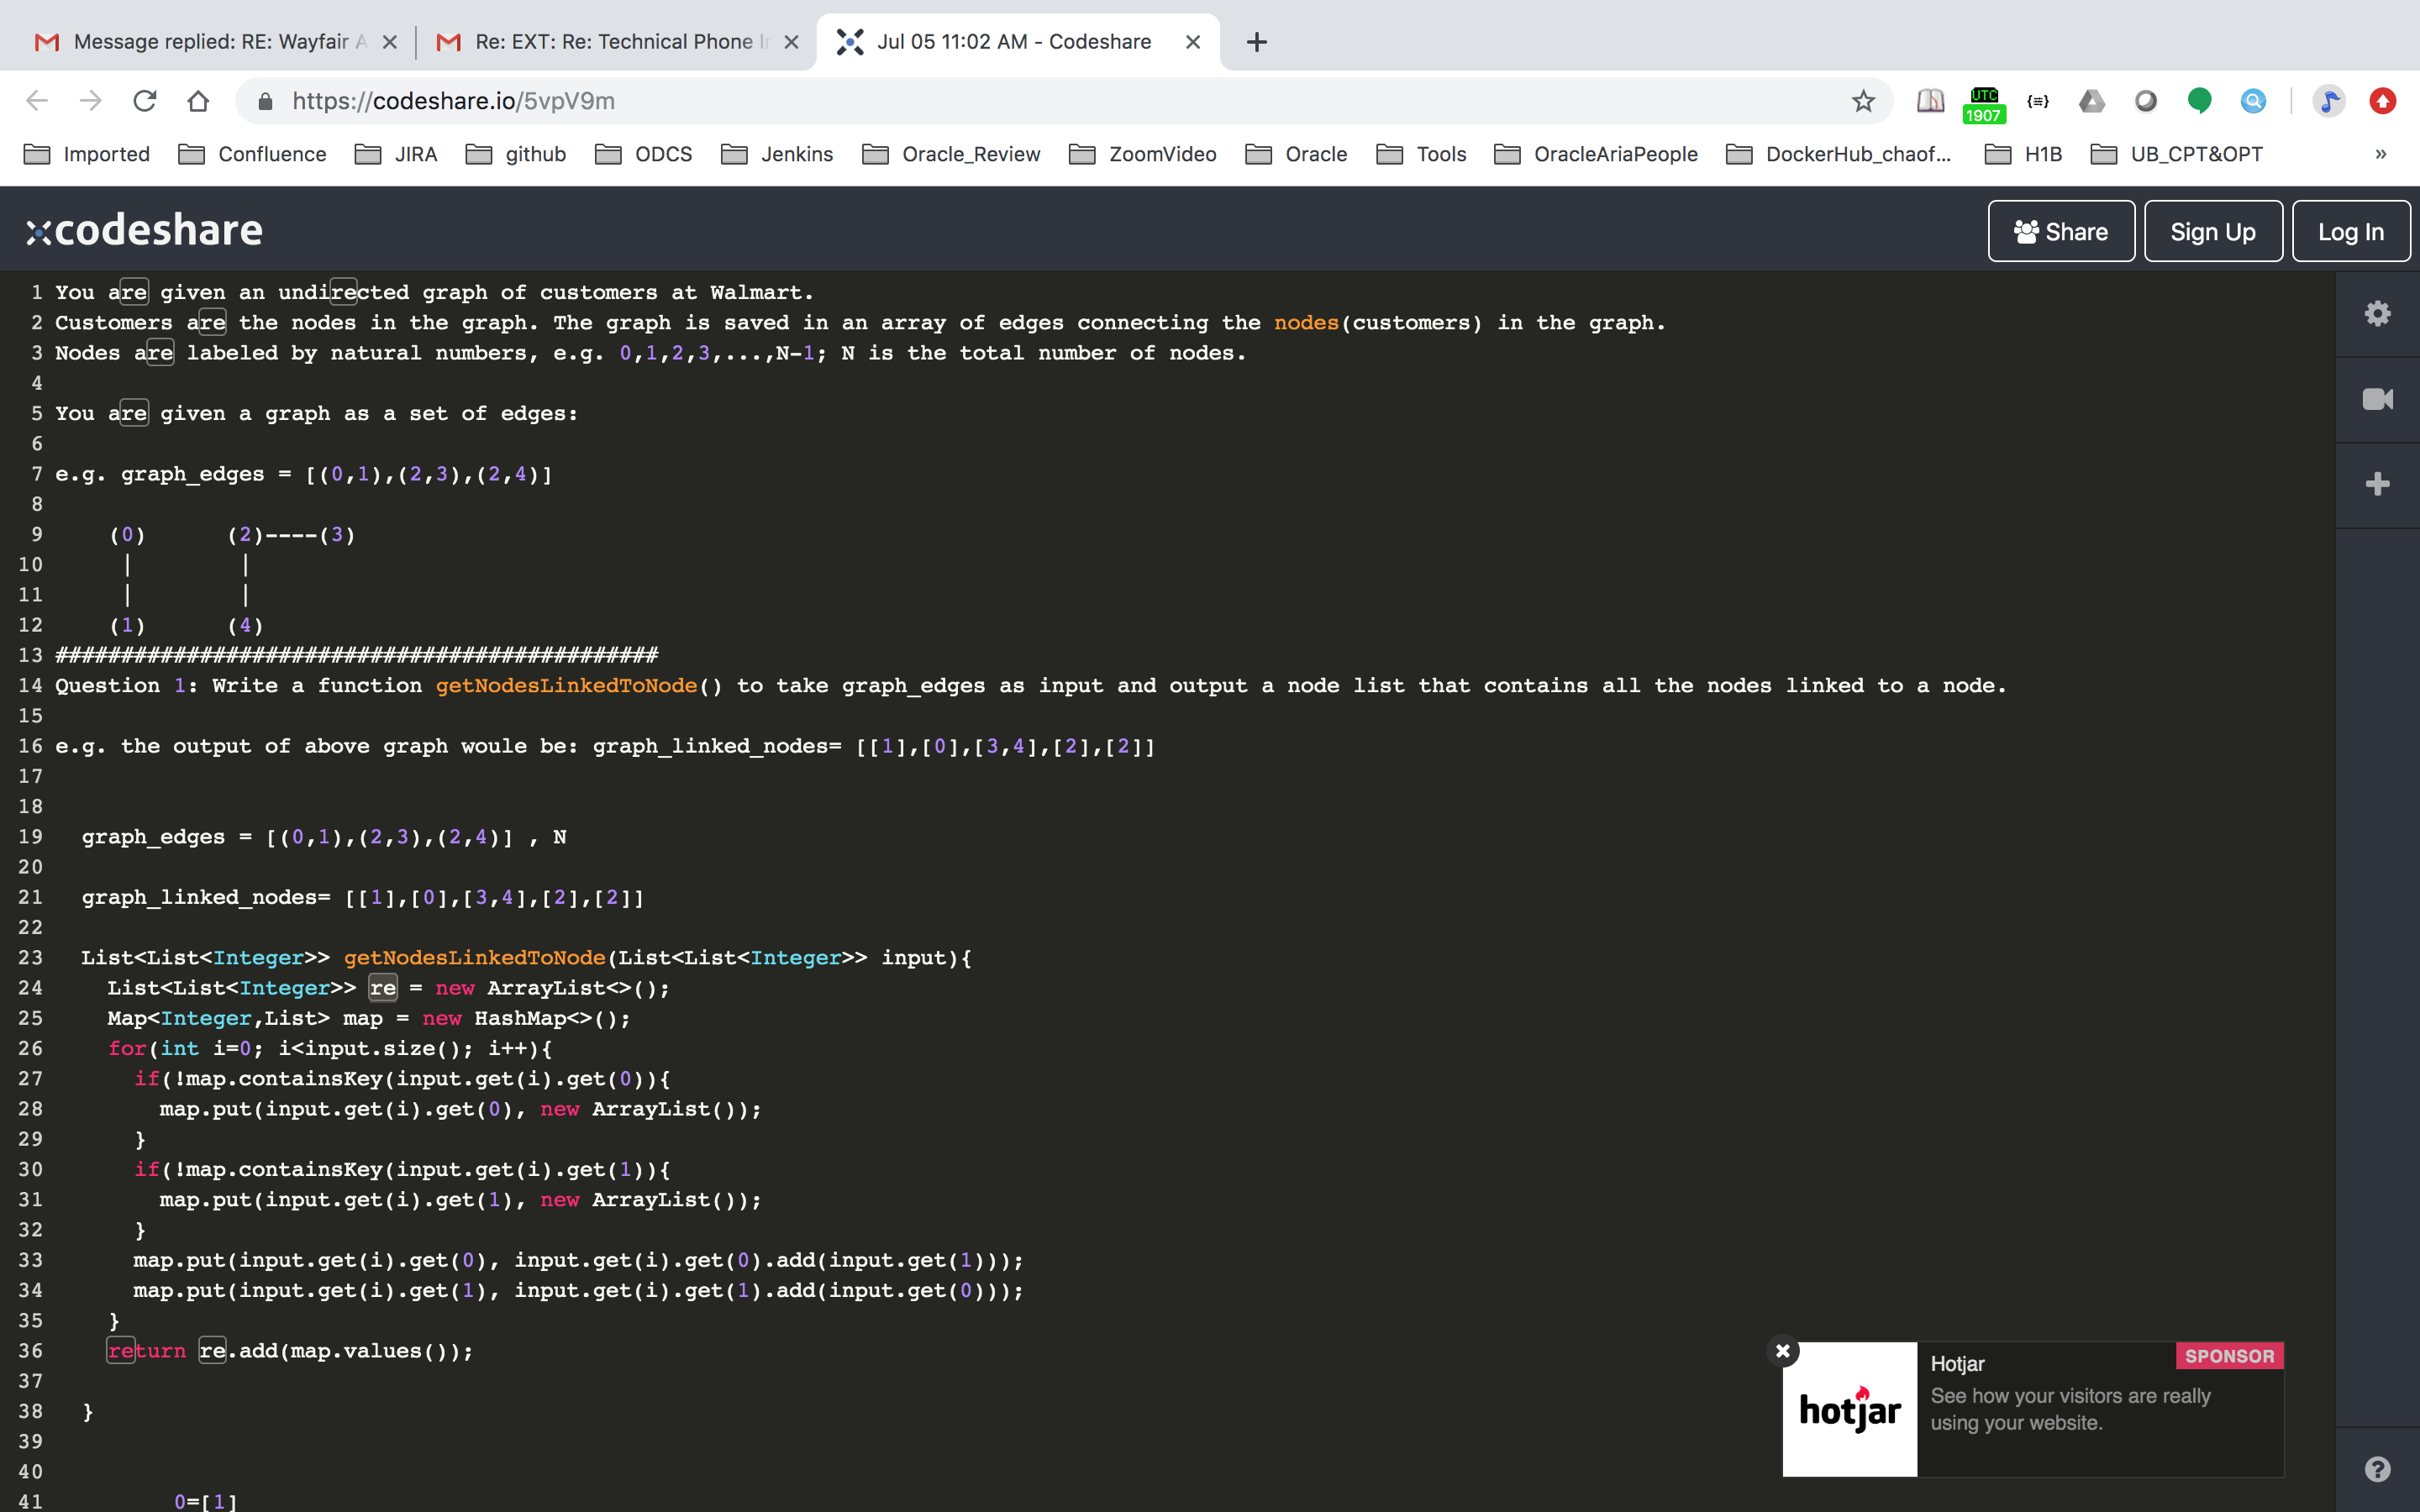 Message replied: RE: Wayfair A
Re: EXT: Re: Technical Phone In
Jul 05 11:02 AM - Codeshare
https://codeshare.io/5vpV9m
UTC
1907
Imported
Confluence
JIRA
github
ODCS
Jenkins
Oracle_Review
ZoomVideo
Oracle
Tools
OracleAriaPeople
DockerHub_chaof...
H1B
UB_CPT&OPT
»
codeshare
Share
Sign Up
Log In
1 You are given an undirected graph of customers at Walmart.
2 Customers are the nodes in the graph. The graph is saved in an array of edges connecting the nodes(customers) in the graph.
3 Nodes are labeled by natural numbers, e.g. 0,1,2,3,...,N-1; N is the total number of nodes.
4
5 You are given a graph as a set of edges:
6
7 e.g. graph_edges = [(0,1),(2,3),(2,4)]
8
9     (0)      (2)----(3)
10      |        |
11      |        |
12     (1)      (4)
13 ##############################################
14 Question 1: Write a function getNodesLinkedToNode() to take graph_edges as input and output a node list that contains all the nodes linked to a node.
15
16 e.g. the output of above graph woule be: graph_linked_nodes= [[1],[0],[3,4],[2],[2]]
17
18
19   graph_edges = [(0,1),(2,3),(2,4)] , N
20
21   graph_linked_nodes= [[1],[0],[3,4],[2],[2]]
22
23   List<List<Integer>> getNodesLinkedToNode(List<List<Integer>> input){
24     List<List<Integer>> re = new ArrayList<>();
25     Map<Integer,List> map = new HashMap<>();
26     for(int i=0; i<input.size(); i++){
27       if(!map.containsKey(input.get(i).get(0)){
28         map.put(input.get(i).get(0), new ArrayList());
29       }
30       if(!map.containsKey(input.get(i).get(1)){
31         map.put(input.get(i).get(1), new ArrayList());
32       }
33       map.put(input.get(i).get(0), input.get(i).get(0).add(input.get(1)));
34       map.put(input.get(i).get(1), input.get(i).get(1).add(input.get(0)));
35     }
36     return re.add(map.values());
37
38   }
39
40
41          0=[1]
SPONSOR
Hotjar
See how your visitors are really
using your website.
hotjar